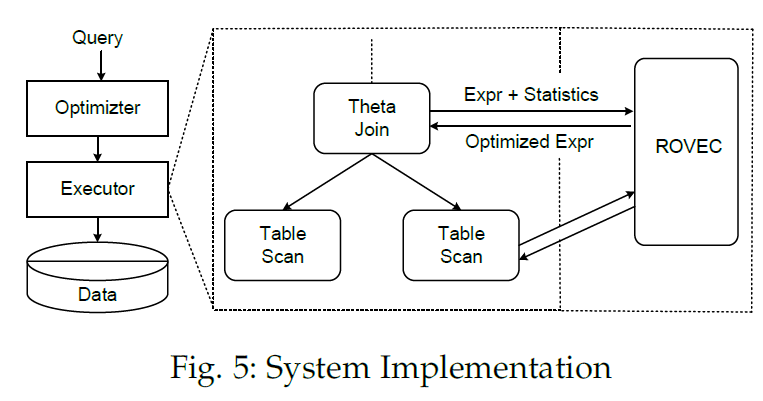 Query
Optimizter
Executor
Data
Theta
Join
Expr + Statistics
Optimized Expr
ROVEC
Table
Scan
Table
Scan
Fig. 5: System Implementation